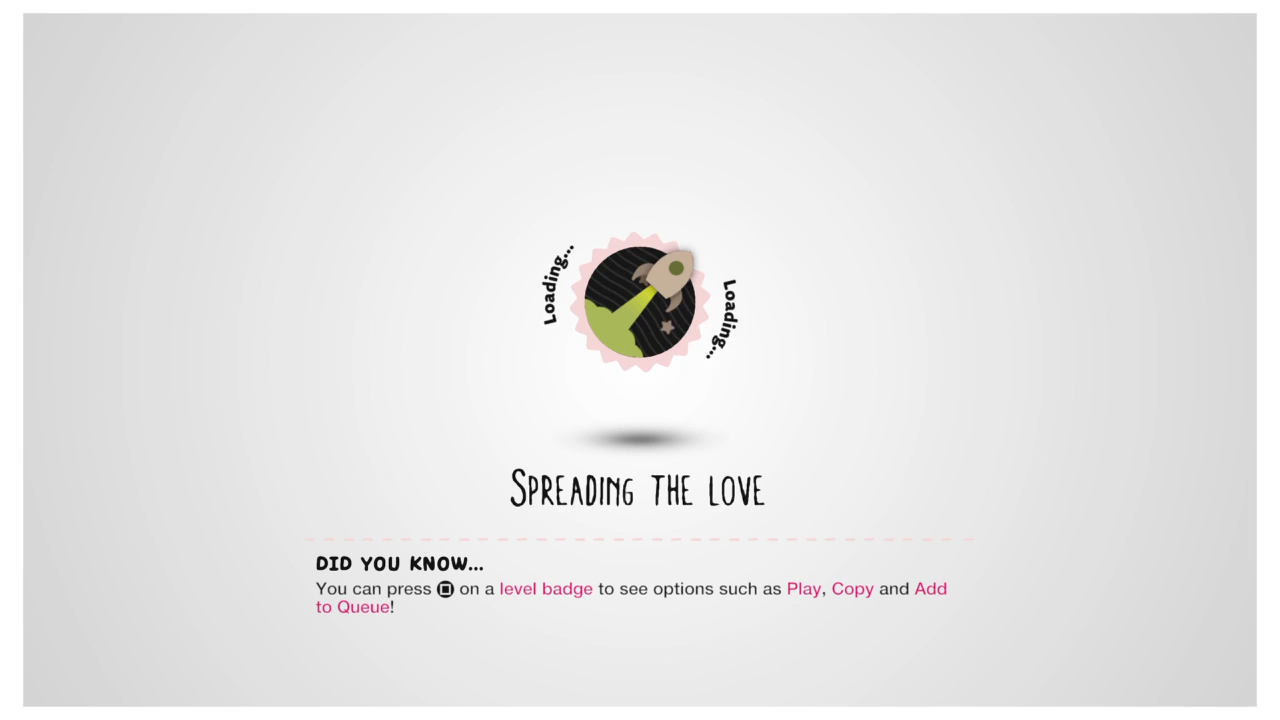 Loading...
Loading...
SPREADING THE LOVE
DID YOU KNOW...
You can press on a level badge to see options such as Play, Copy and Add
to Queue!